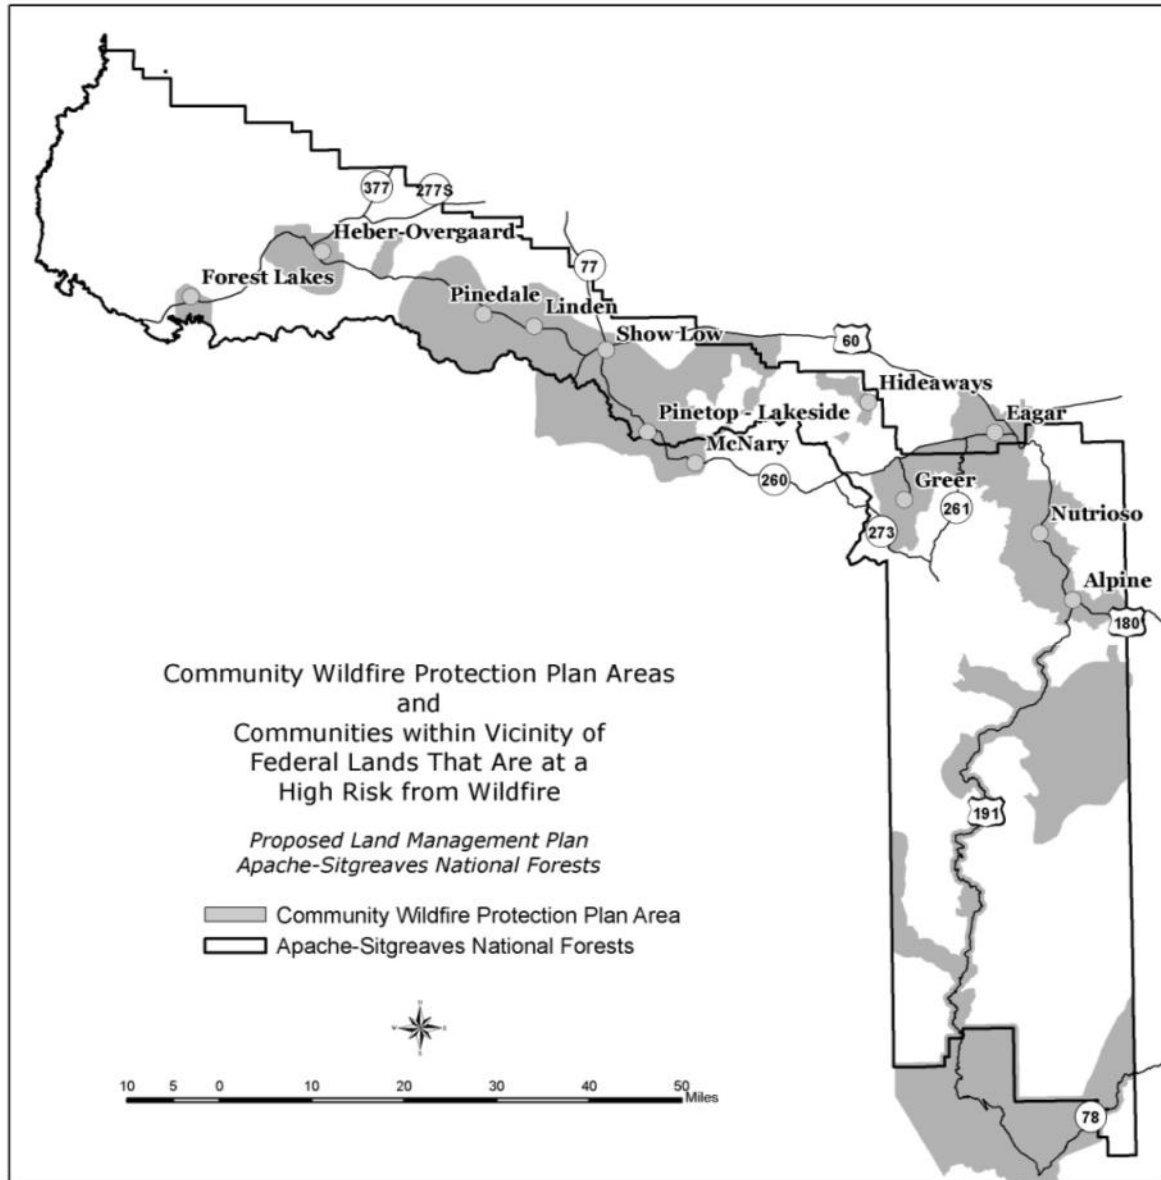 377
277S
Heber-Overgaard
77
Forest Lakes
Pinedale
Linden
Show Low
60
Hideaways
Pinetop - Lakeside
Eagar
McNary
260
Greer
261
273
Nutrioso
Alpine
180
Community Wildfire Protection Plan Areas
and
Communities within Vicinity of
Federal Lands That Are at a
High Risk from Wildfire
191
Proposed Land Management Plan
Apache-Sitgreaves National Forests
Community Wildfire Protection Plan Area
Apache-Sitgreaves National Forests
10 5 0 10 20 30 40 50 Miles
78